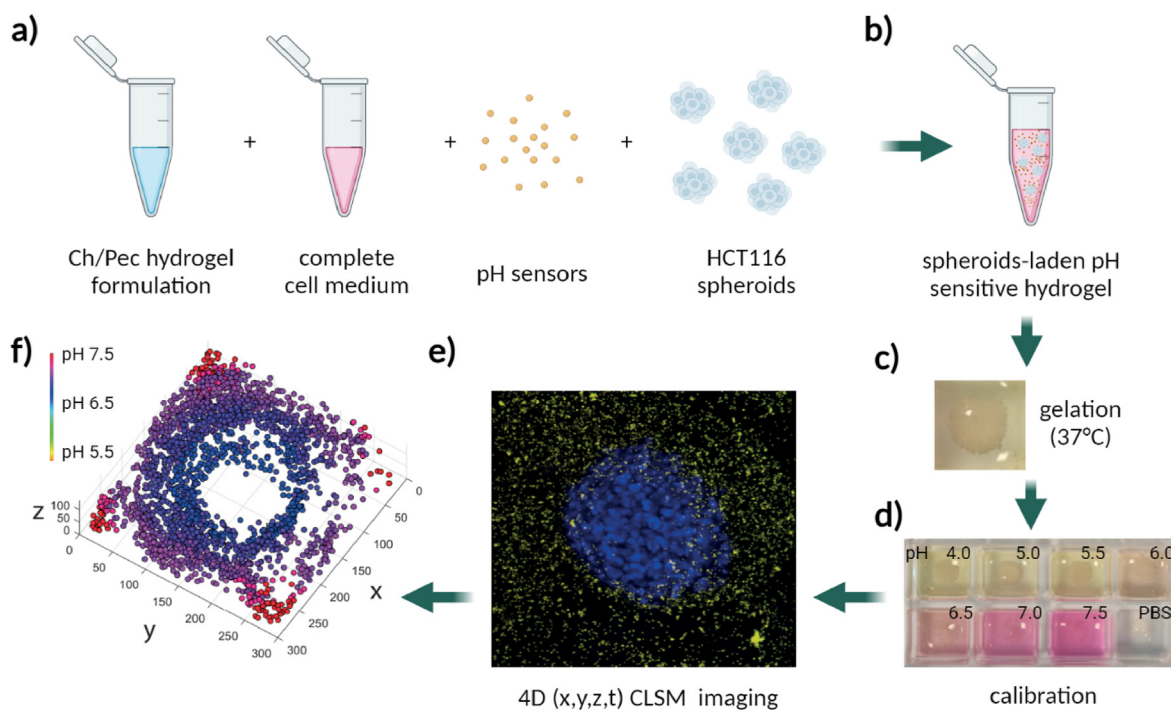 a)
b)
+
+
+
Ch/Pec hydrogel
formulation
complete
cell medium
pH sensors
HCT116
spheroids
spheroids-laden pH
sensitive hydrogel
c)
gelation
(37°C)
d)
pH 4.0 5.0 5.5 6.0
6.5 7.0 7.5 PBS
calibration
e)
4D (x,y,z,t) CLSM imaging
f)
pH 7.5
pH 6.5
pH 5.5
z
100
50
0
0
50
100
150
200
250
300
y
0
50
100
150
200
250
300
x